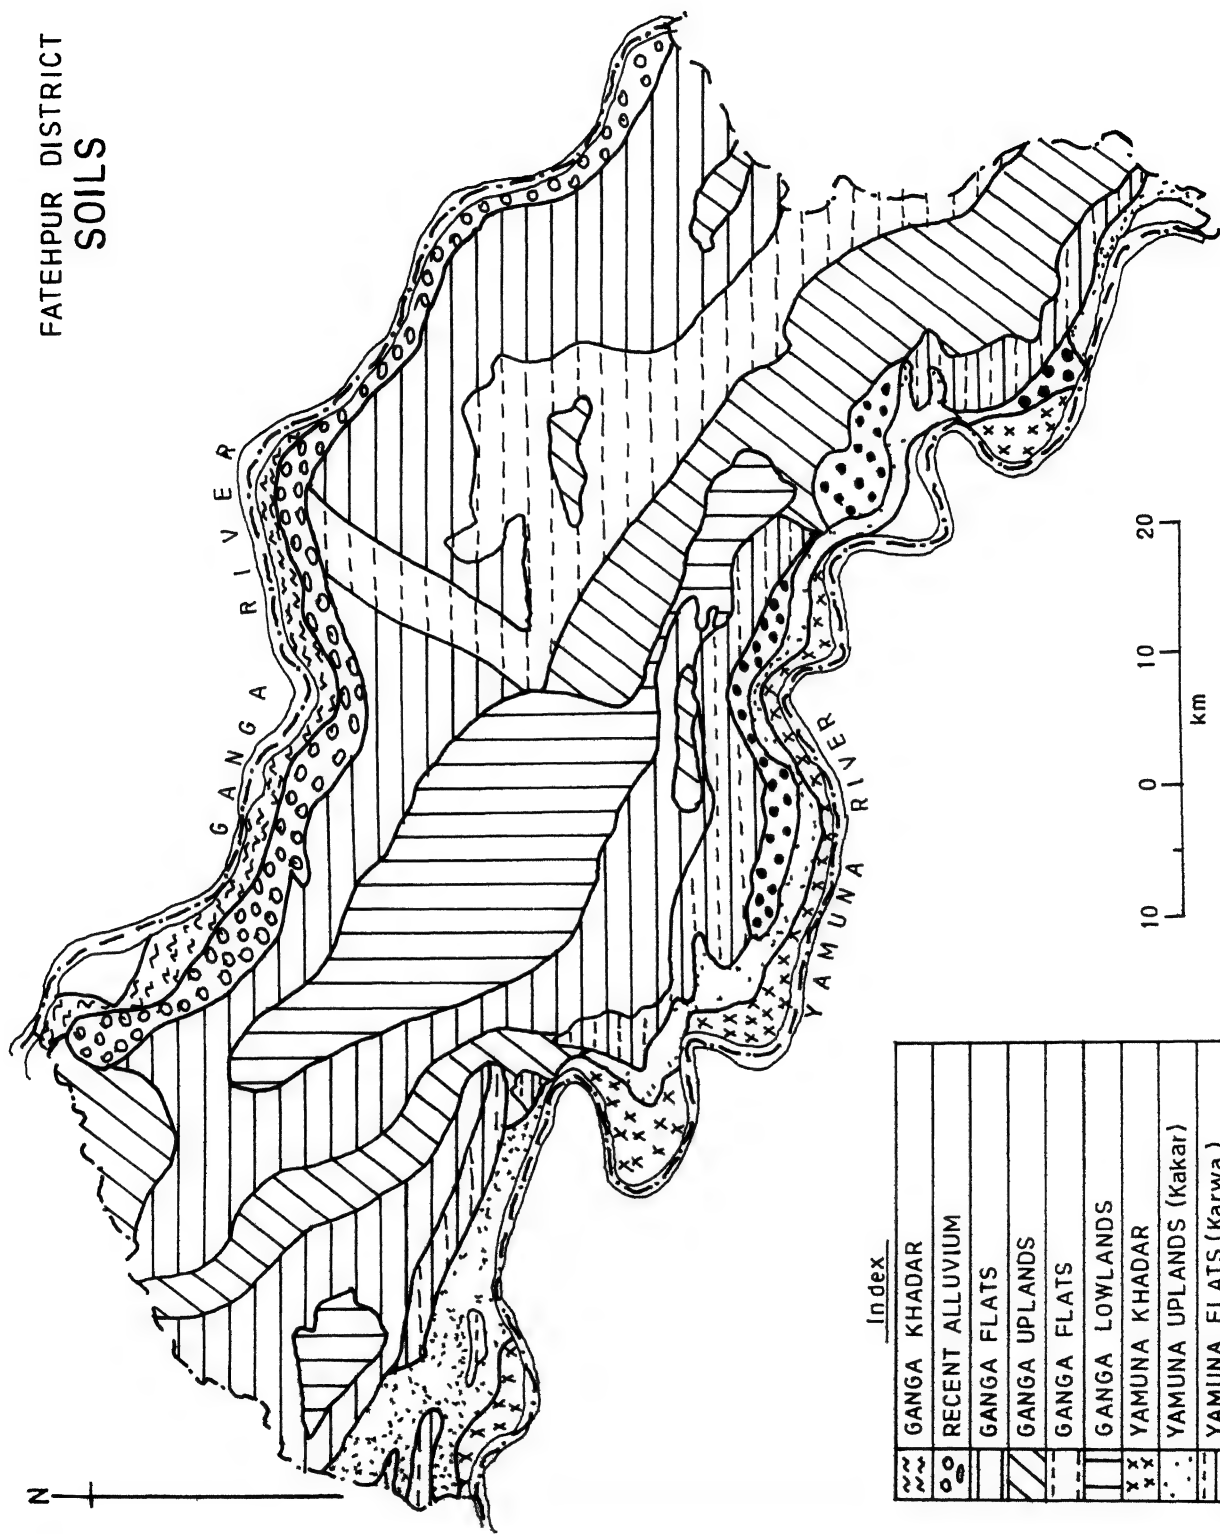 FATEHPUR DISTRICT
SOILS
N
GANGA RIVER
YAMUNA RIVER
10 0 10 20
km
Index
GANGA KHADAR
RECENT ALLUVIUM
GANGA FLATS
GANGA UPLANDS
GANGA FLATS
GANGA LOWLANDS
YAMUNA KHADAR
YAMUNA UPLANDS (Kakar)
YAMUNA FLATS (Karwa)